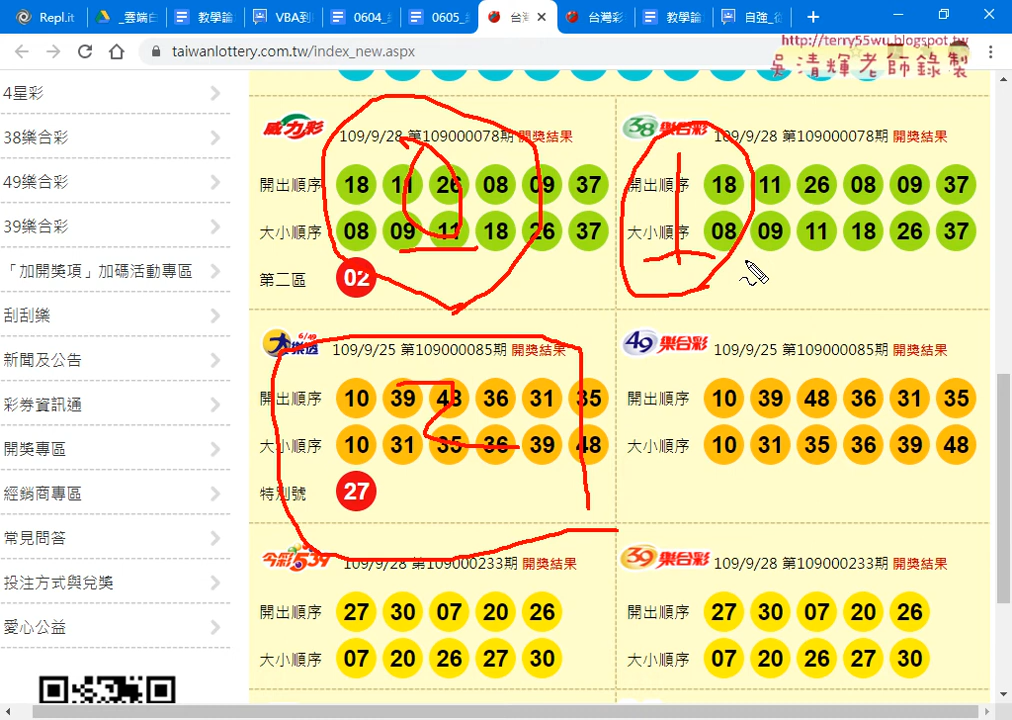 Repl.it
_雲端白
教學論
VBA到
0604_
0605_
台灣
台灣彩
教學論
自強_從
taiwanlottery.com.tw/index_new.aspx
http://terry55wu.blogspot.tw
吳清輝老師錄製
4星彩
38樂合彩
49樂合彩
39樂合彩
「加開獎項」加碼活動專區
刮刮樂
新聞及公告
彩券資訊通
開獎專區
經銷商專區
常見問答
投注方式與兌獎
愛心公益
威力彩
109/9/28 第109000078期 開獎結果
開出順序 18 11 26 08 09 37
大小順序 08 09 11 18 26 37
第二區 02
38樂合彩
109/9/28 第109000078期 開獎結果
開出順序 18 11 26 08 09 37
大小順序 08 09 11 18 26 37
6/49
大樂透
109/9/25 第109000085期 開獎結果
開出順序 10 39 48 36 31 35
大小順序 10 31 35 36 39 48
特別號 27
49樂合彩
109/9/25 第109000085期 開獎結果
開出順序 10 39 48 36 31 35
大小順序 10 31 35 36 39 48
今彩539
109/9/28 第109000233期 開獎結果
開出順序 27 30 07 20 26
大小順序 07 20 26 27 30
39樂合彩
109/9/28 第109000233期 開獎結果
開出順序 27 30 07 20 26
大小順序 07 20 26 27 30